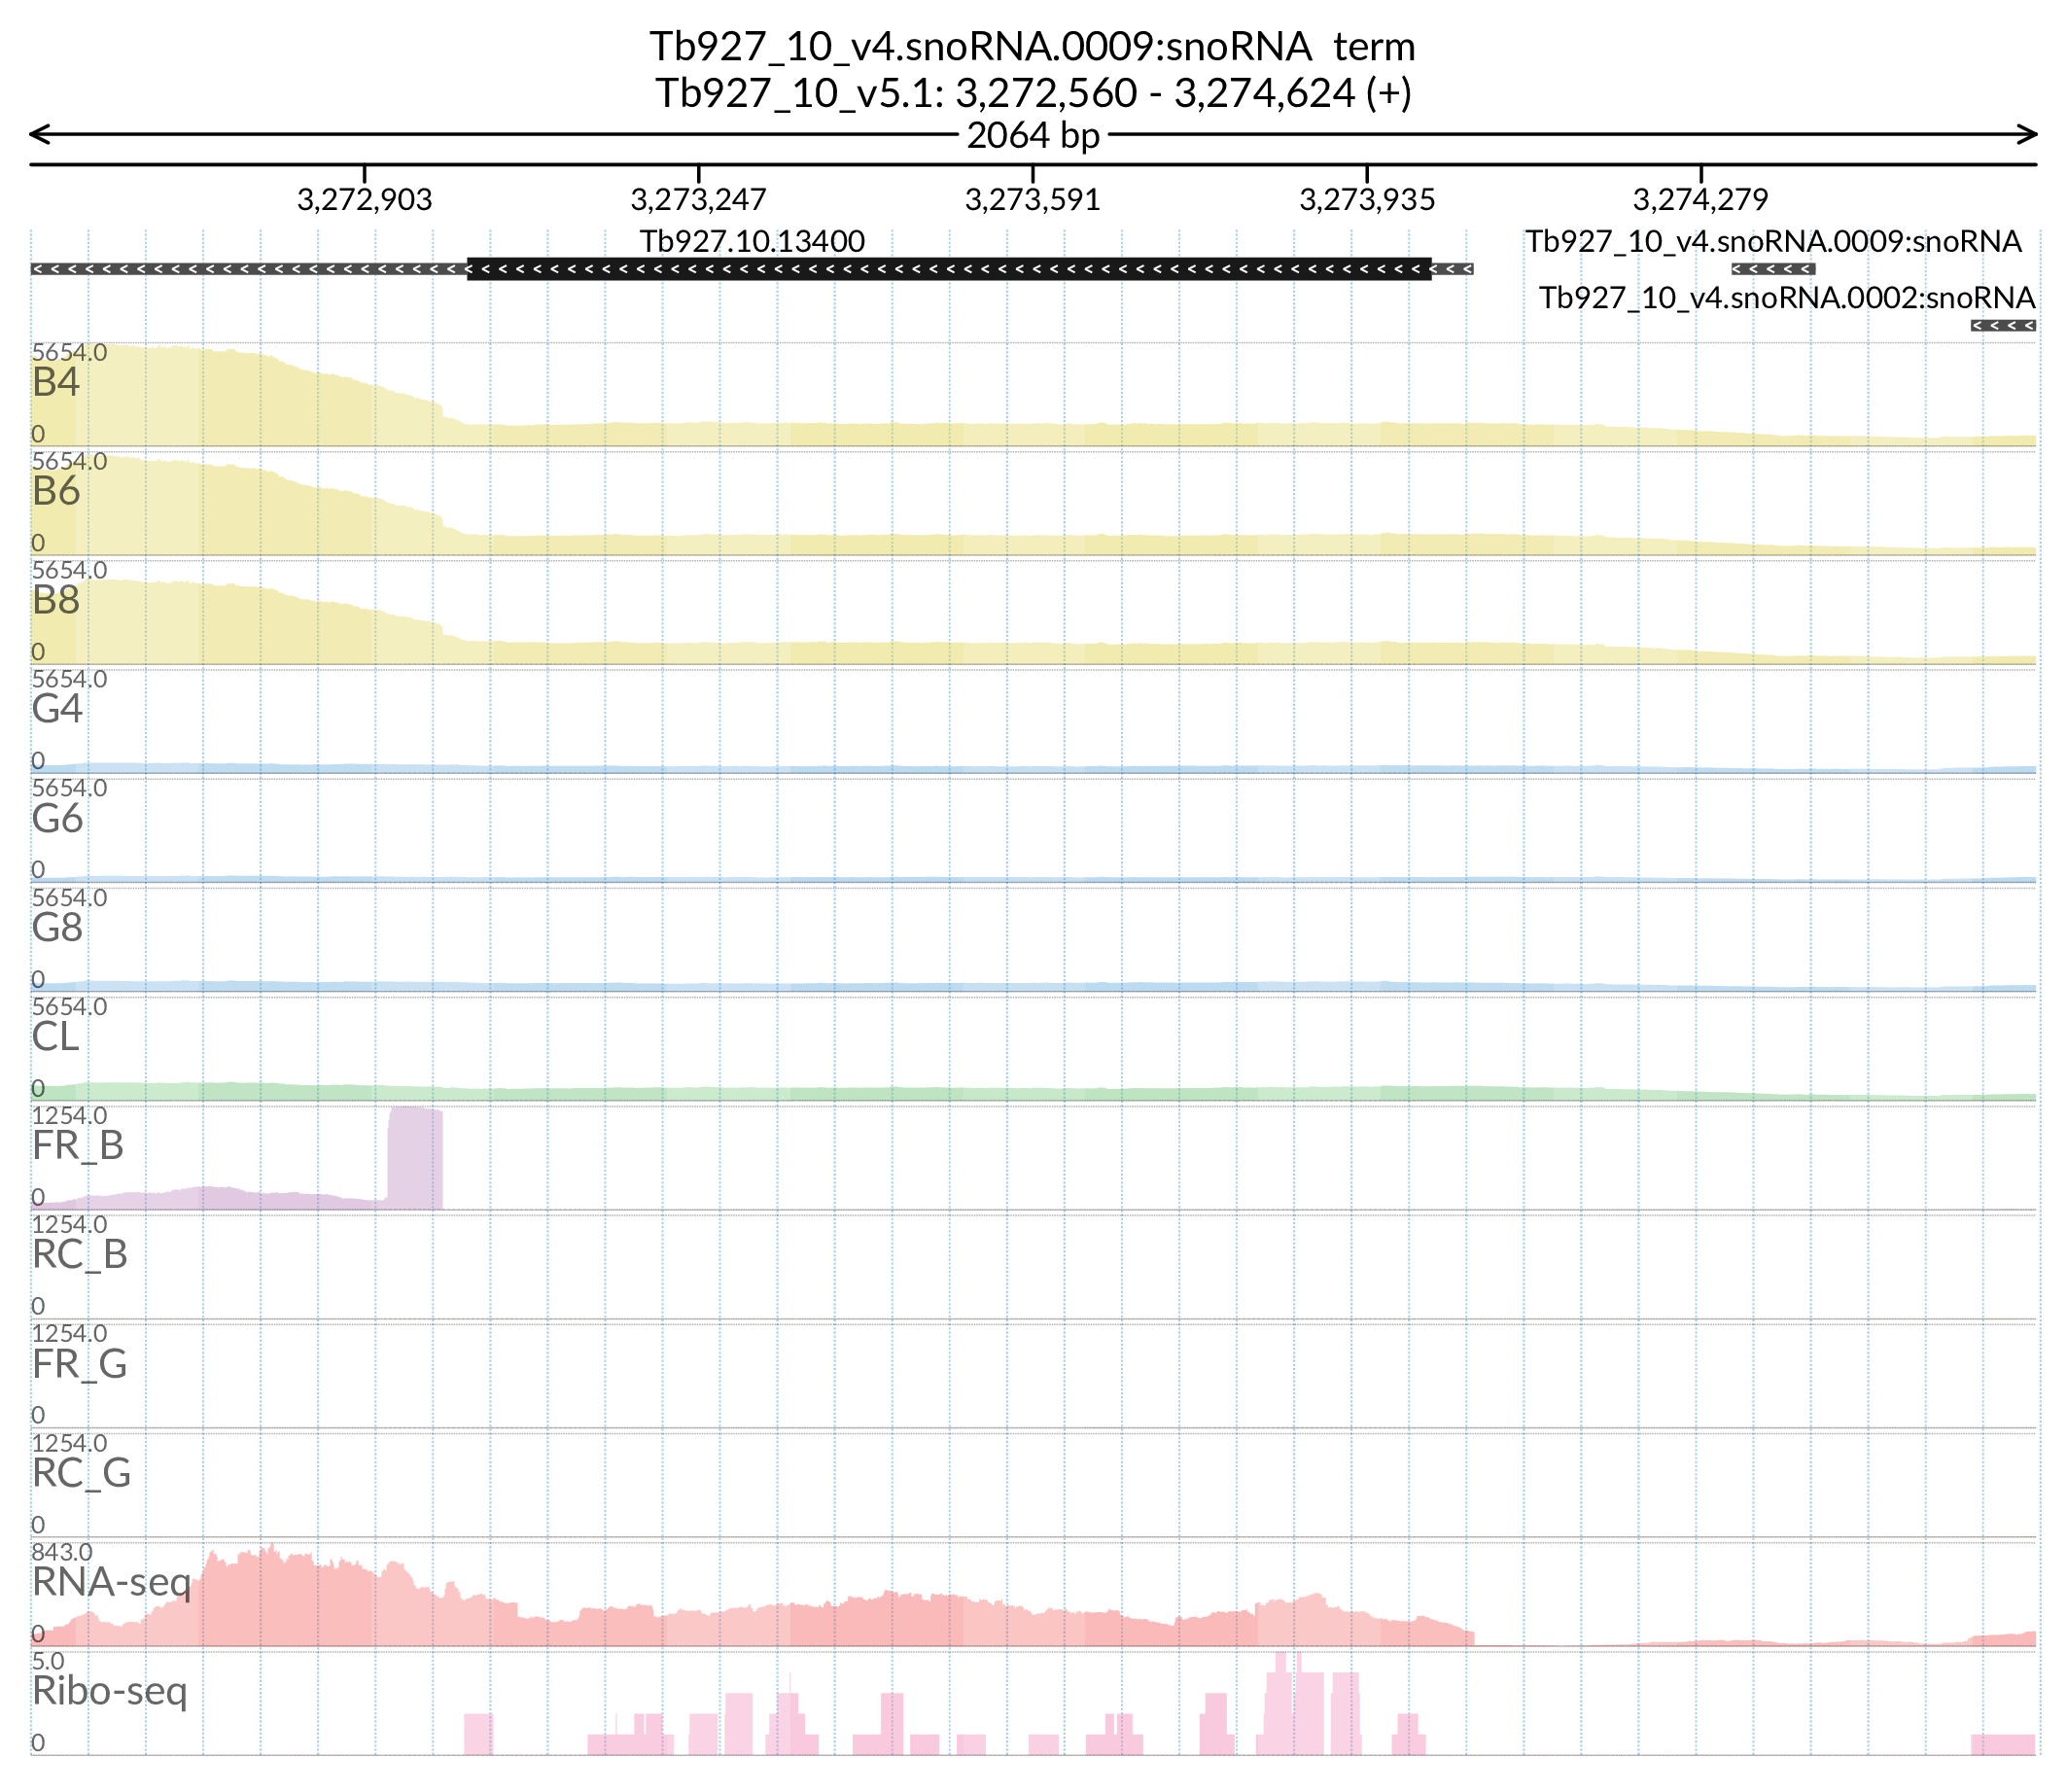 Tb927_10_v4.snoRNA.0009:snoRNA term
Tb927_10_v5.1: 3,272,560 - 3,274,624 (+)
2064 bp
3,272,903 3,273,247 3,273,591 3,273,935 3,274,279
Tb927.10.13400 Tb927_10_v4.snoRNA.0009:snoRNA
Tb927_10_v4.snoRNA.0002:snoRNA
5654.0
B4
0
5654.0
B6
0
5654.0
B8
0
5654.0
G4
0
5654.0
G6
0
5654.0
G8
0
5654.0
CL
0
1254.0
FR_B
0
1254.0
RC_B
0
1254.0
FR_G
0
1254.0
RC_G
0
843.0
RNA-seq
0
5.0
Ribo-seq
0